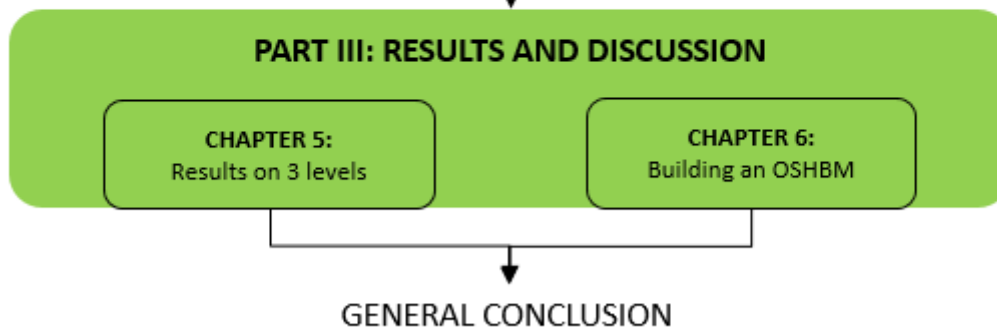 PART III: RESULTS AND DISCUSSION
CHAPTER 5:
Results on 3 levels
CHAPTER 6:
Building an OSHBM
GENERAL CONCLUSION